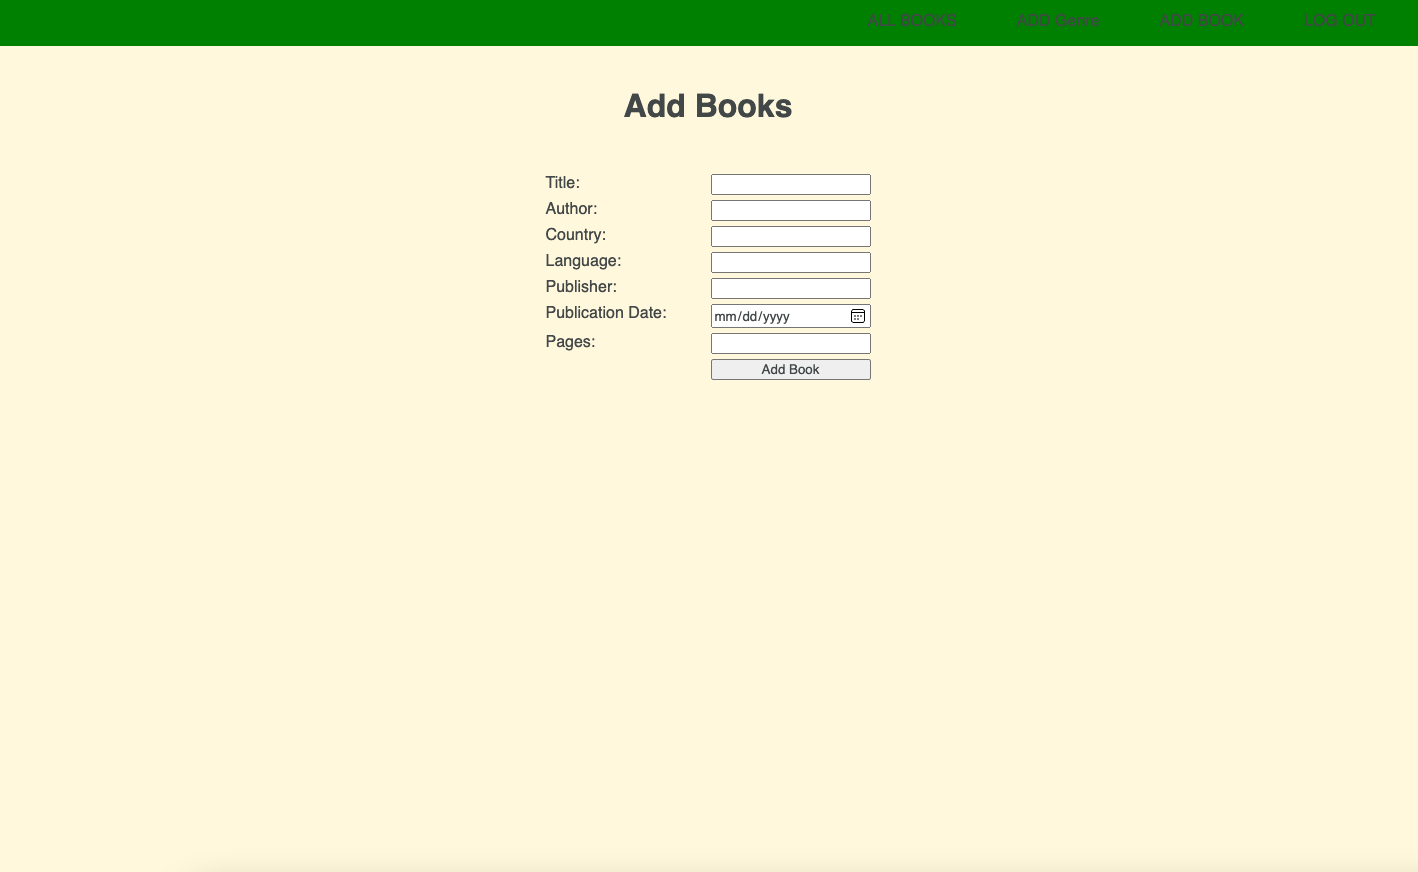 ALL BOOKS ADD Genre ADD BOOK LOG OUT
Add Books
Title:
Author:
Country:
Language:
Publisher:
Publication Date: mm/dd/yyyy
Pages:
Add Book